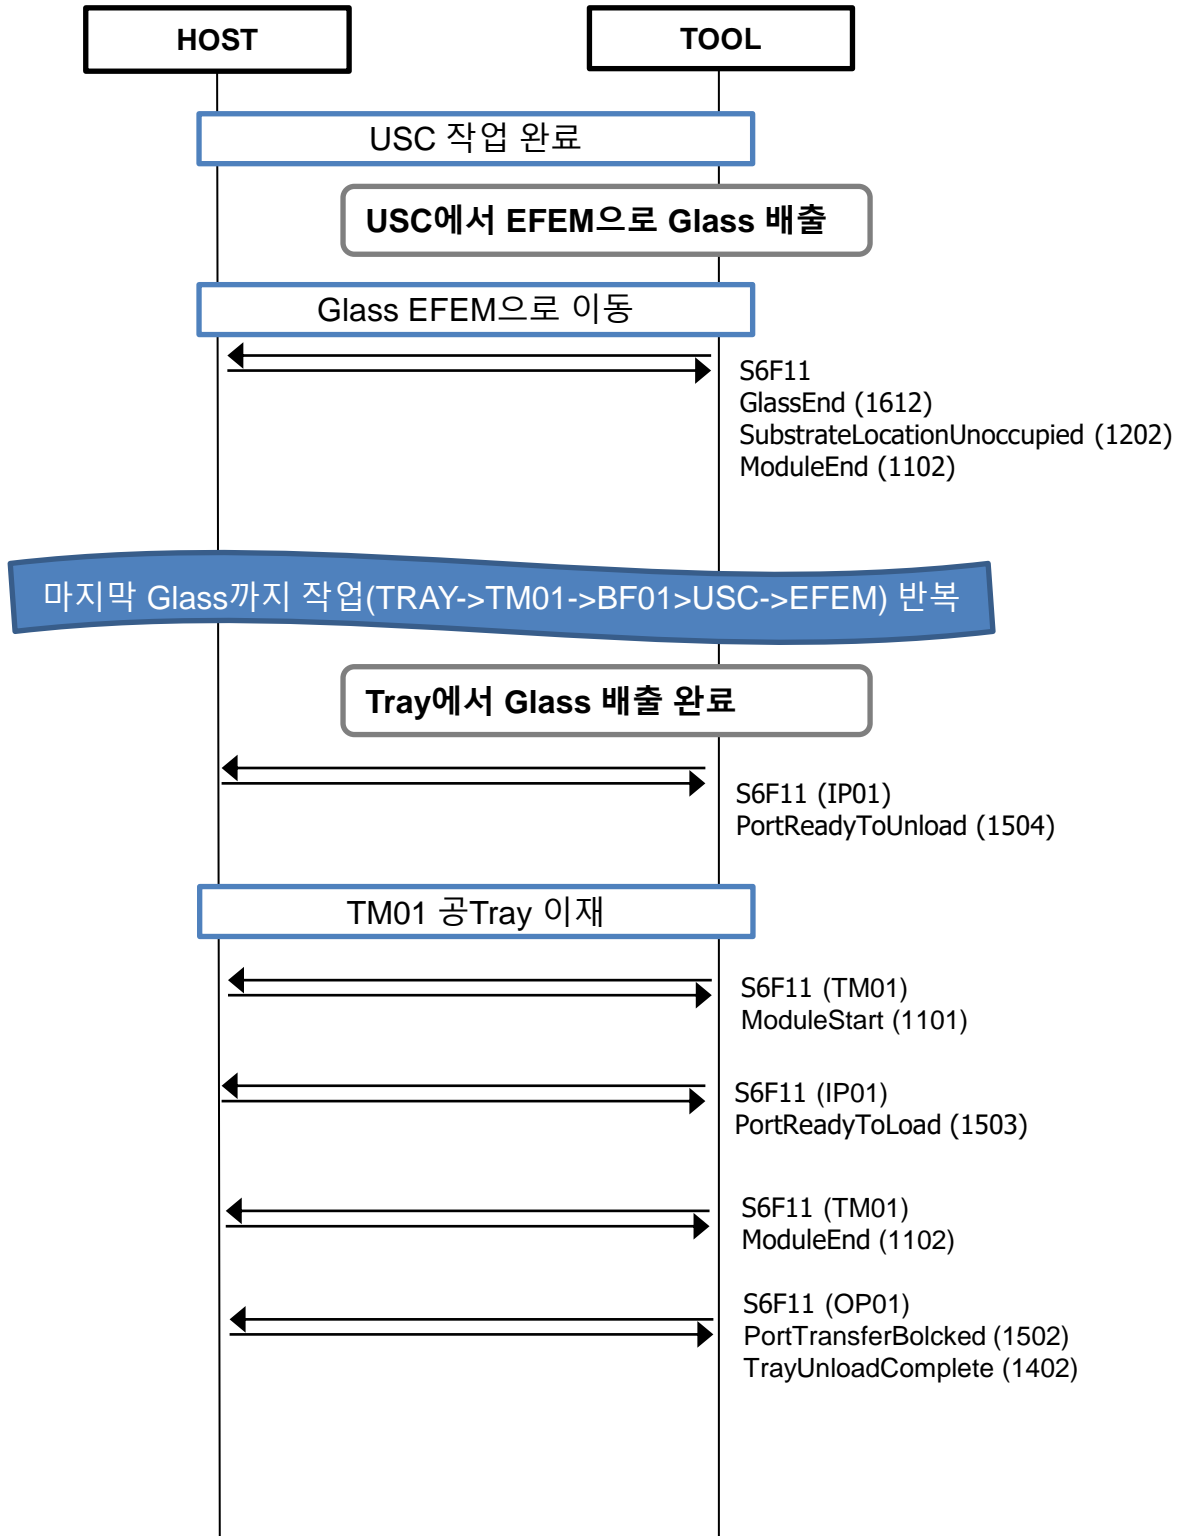 HOST
TOOL
USC 작업 완료
USC에서 EFEM으로 Glass 배출
Glass EFEM으로 이동
S6F11
GlassEnd (1612)
SubstrateLocationUnoccupied (1202)
ModuleEnd (1102)
마지막 Glass까지 작업(TRAY->TM01->BF01>USC->EFEM) 반복
Tray에서 Glass 배출 완료
S6F11 (IP01)
PortReadyToUnload (1504)
TM01 공Tray 이재
S6F11 (TM01)
ModuleStart (1101)
S6F11 (IP01)
PortReadyToLoad (1503)
S6F11 (TM01)
ModuleEnd (1102)
S6F11 (OP01)
PortTransferBolcked (1502)
TrayUnloadComplete (1402)